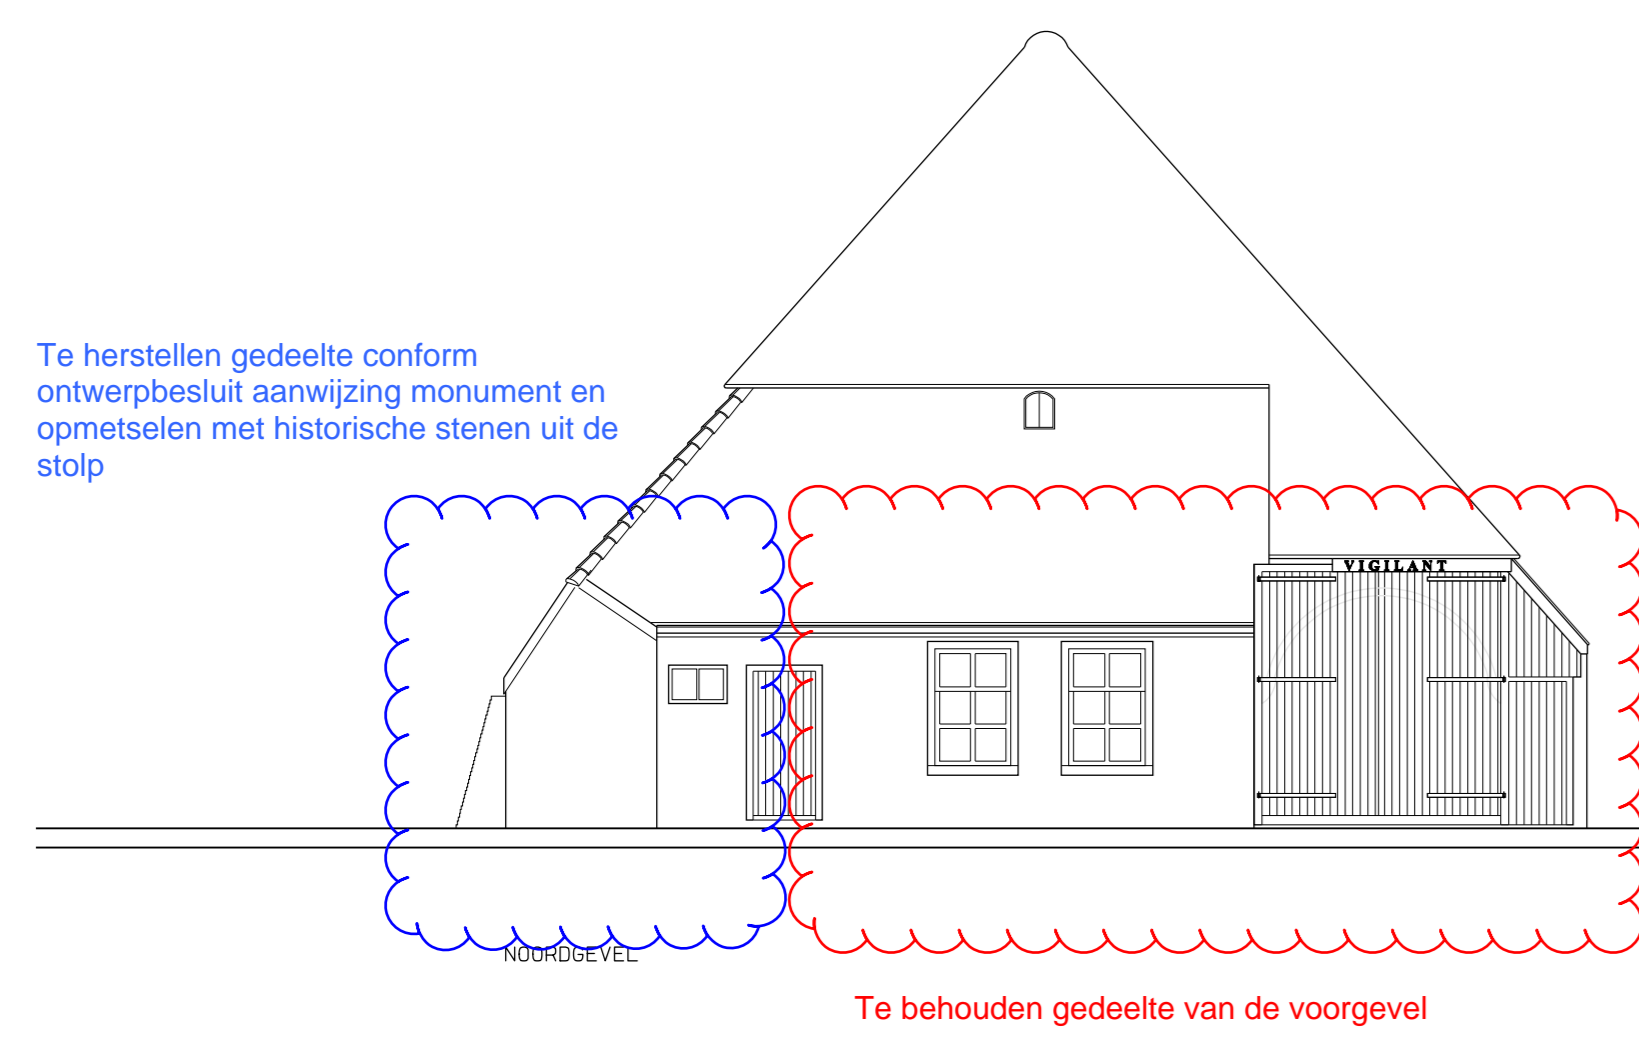 Te herstellen gedeelte conform
ontwerpbesluit aanwijzing monument en
opmetselen met historische stenen uit de
stolp
VIGILANT
NOORDGEVEL
Te behouden gedeelte van de voorgevel